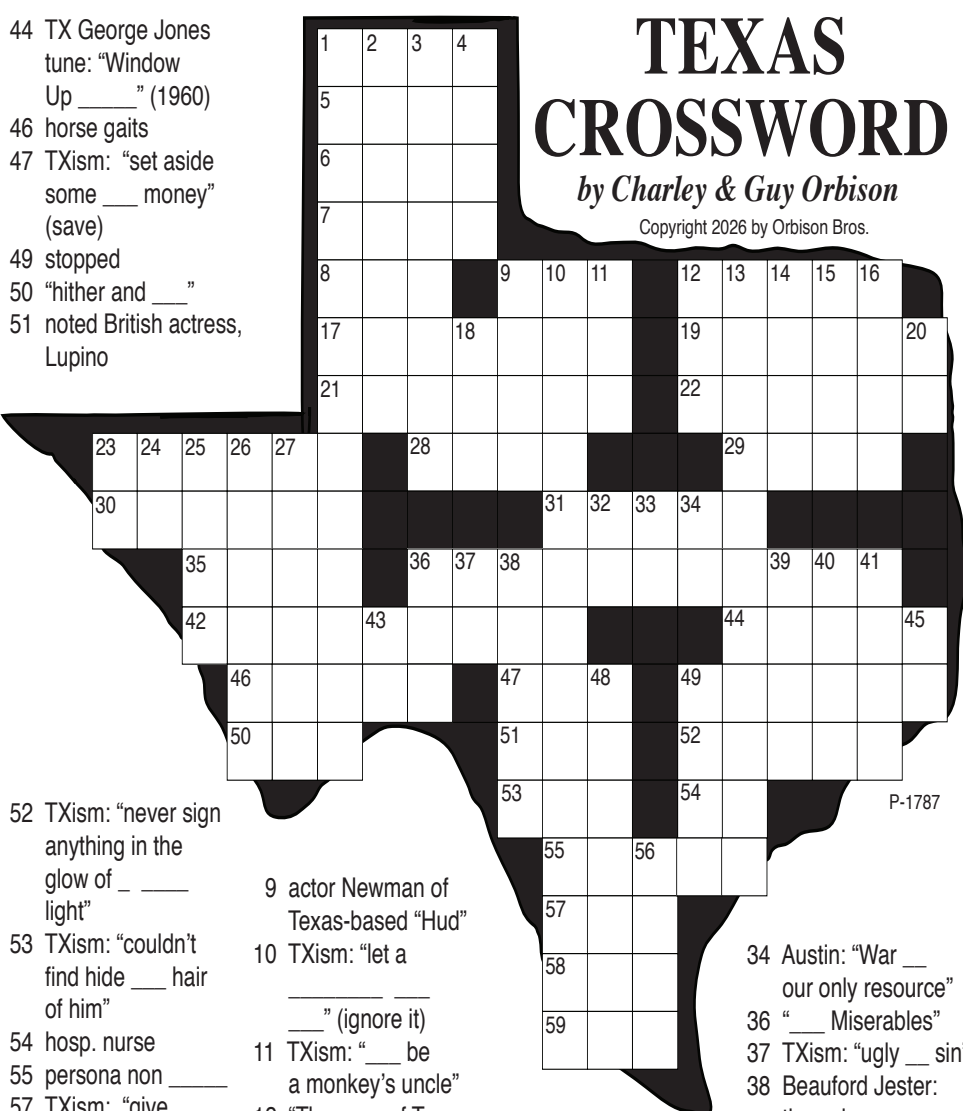 44 TX George Jones
tune: “Window
Up _____” (1960)
46 horse gaits
47 TXism: “set aside
some ___ money”
(save)
49 stopped
50 “hither and ___”
51 noted British actress,
Lupino
TEXAS
CROSSWORD
by Charley & Guy Orbison
Copyright 2026 by Orbison Bros.
1 2 3 4
5
6
7
8 9 10 11 12 13 14 15 16
17 18 19 20
21 22
23 24 25 26 27 28 29
30 31 32 33 34
35 36 37 38 39 40 41
42 43 44 45
46 47 48 49
50 51 52
53 54
55 56
57
58
59
P-1787
52 TXism: “never sign
anything in the
glow of _ ____
light”
53 TXism: “couldn’t
find hide ___ hair
of him”
54 hosp. nurse
55 persona non _____
57 TXism: “give
9 actor Newman of
Texas-based “Hud”
10 TXism: “let a
________ ___
___” (ignore it)
11 TXism: “___ be
a monkey’s uncle”
34 Austin: “War __
our only resource”
36 “___ Miserables”
37 TXism: “ugly __ sin”
38 Beauford Jester: